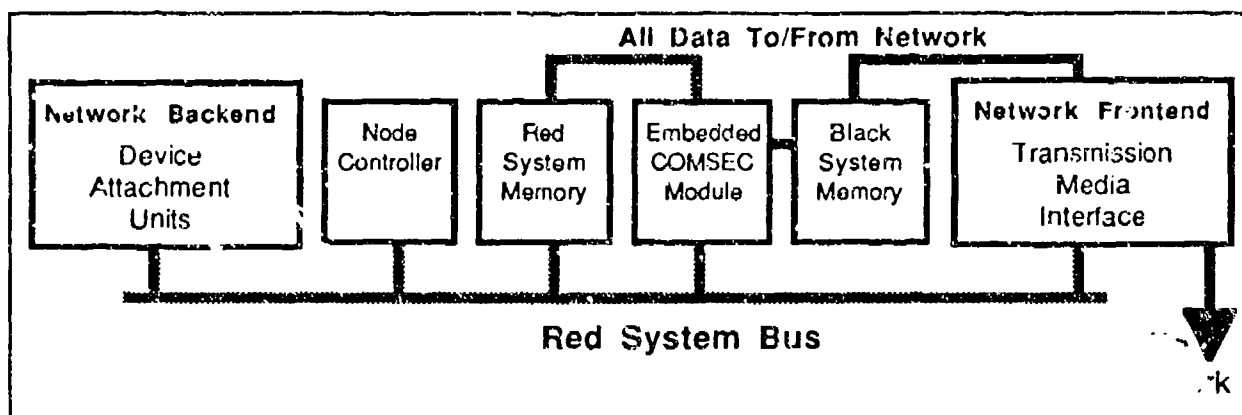 All Data To/From Network
Network Backend
Device
Attachment
Units
Node
Controller
Red
System
Memory
Embedded
COMSEC
Module
Black
System
Memory
Network Frontend
Transmission
Media
Interface
Red System Bus